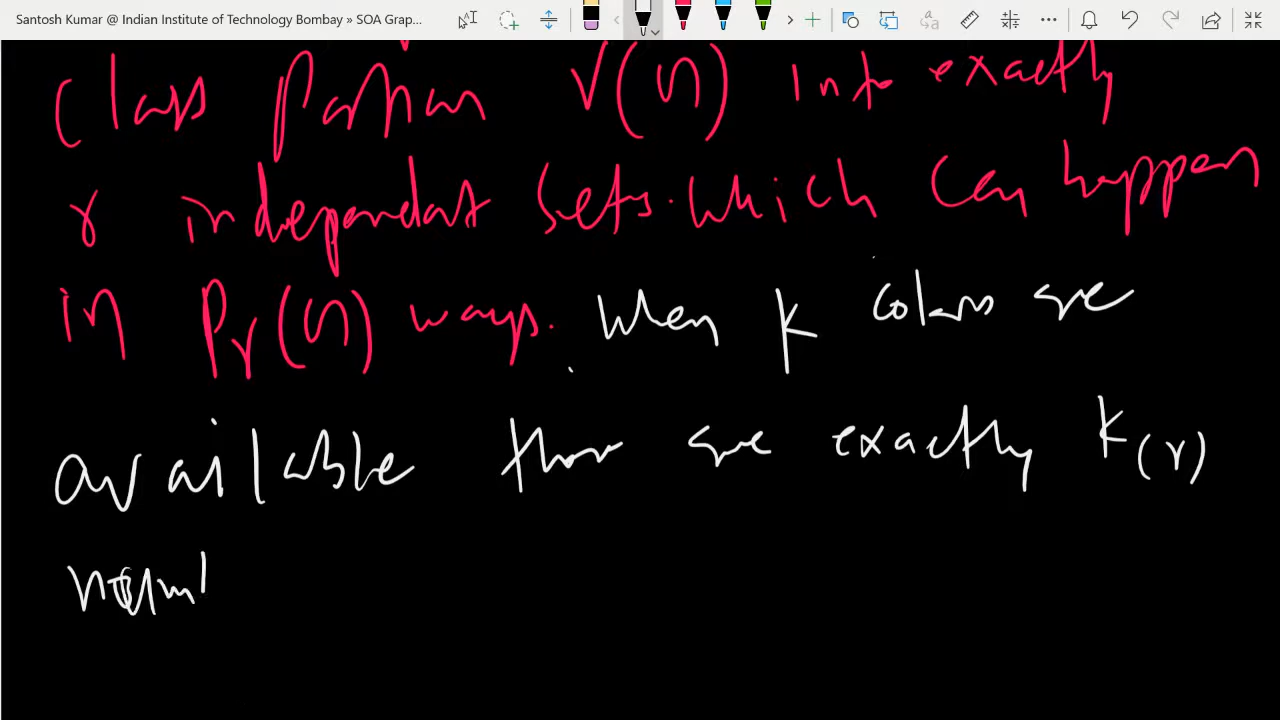 Santosh Kumar @ Indian Institute of Technology Bombay » SOA Grap...
class partition V(G) into exactly
r independent sets. which can happen
in Pr(G) ways. When k colors are
available there are exactly k(r)